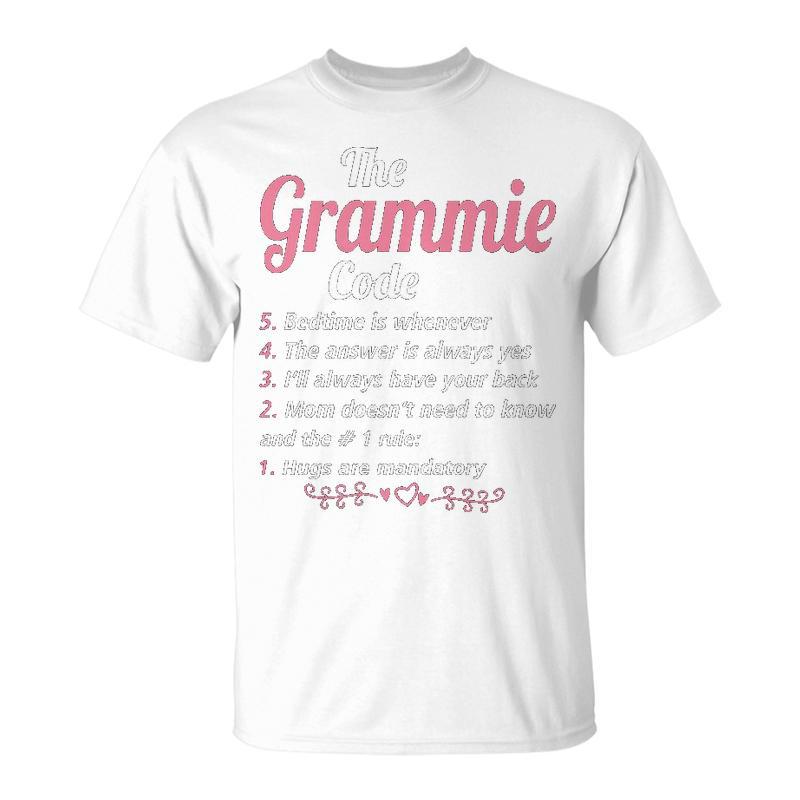 The
Grammie
Code
5. Bedtime is whenever
4. The answer is always yes
3. I'll always have your back
2. Mom doesn't need to know
and the # 1 rule:
1. Hugs are mandatory